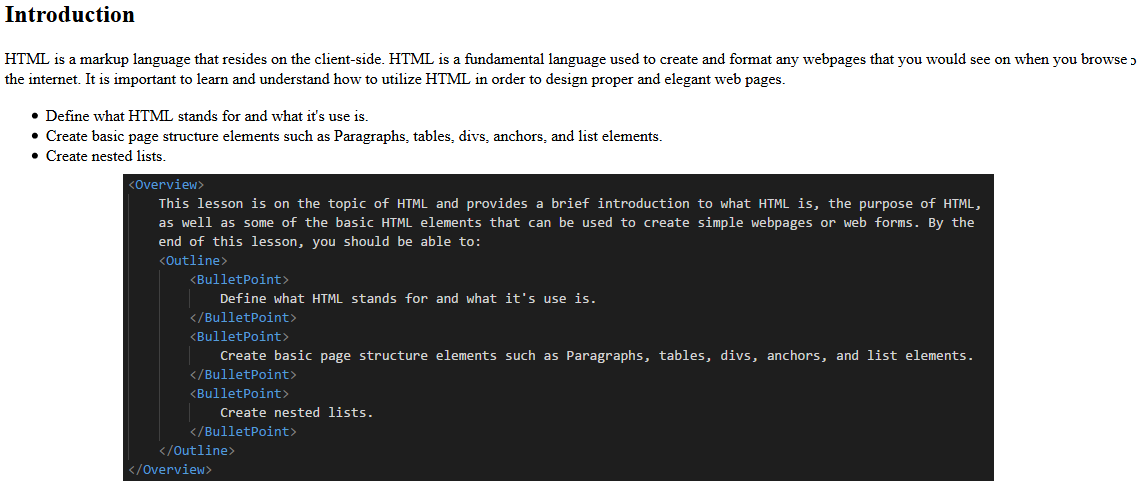 Introduction
HTML is a markup language that resides on the client-side. HTML is a fundamental language used to create and format any webpages that you would see on when you browse
the internet. It is important to learn and understand how to utilize HTML in order to design proper and elegant web pages.
• Define what HTML stands for and what it's use is.
• Create basic page structure elements such as Paragraphs, tables, divs, anchors, and list elements.
• Create nested lists.
<Overview>
This lesson is on the topic of HTML and provides a brief introduction to what HTML is, the purpose of HTML,
as well as some of the basic HTML elements that can be used to create simple webpages or web forms. By the
end of this lesson, you should be able to:
<Outline>
<BulletPoint>
Define what HTML stands for and what it's use is.
</BulletPoint>
<BulletPoint>
Create basic page structure elements such as Paragraphs, tables, divs, anchors, and list elements.
</BulletPoint>
<BulletPoint>
Create nested lists.
</BulletPoint>
</Outline>
</Overview>